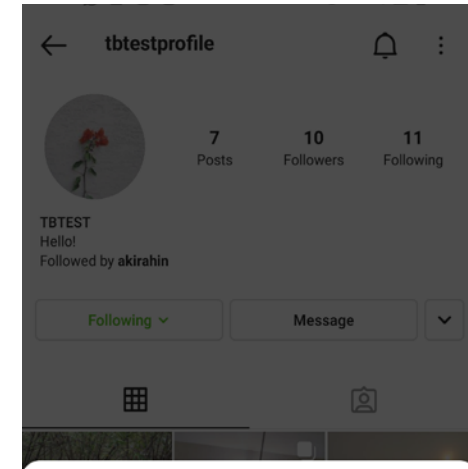 tbtestprofile
7 10 11
Posts Followers Following
TBTEST
Hello!
Followed by akirahin
Following Message